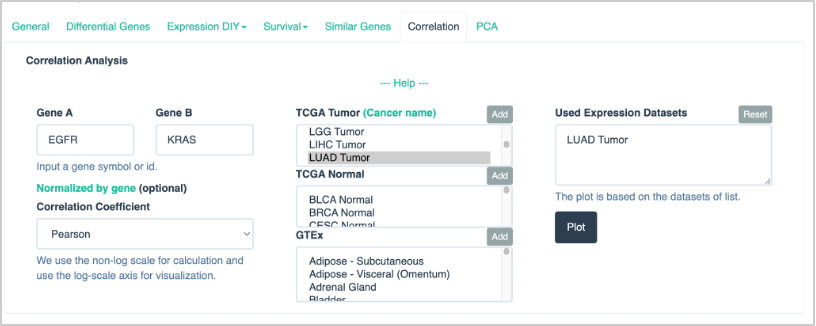 General Differential Genes Expression DIY Survival Similar Genes Correlation PCA
Correlation Analysis
--- Help ---
Gene A
Gene B
EGFR
KRAS
Input a gene symbol or id.
Normalized by gene (optional)
Correlation Coefficient
Pearson
We use the non-log scale for calculation and
use the log-scale axis for visualization.
TCGA Tumor (Cancer name)
Add
LGG Tumor
LIHC Tumor
LUAD Tumor
TCGA Normal
Add
BLCA Normal
BRCA Normal
CESC Normal
GTEx
Add
Adipose - Subcutaneous
Adipose - Visceral (Omentum)
Adrenal Gland
Bladder
Used Expression Datasets
Reset
LUAD Tumor
The plot is based on the datasets of list.
Plot